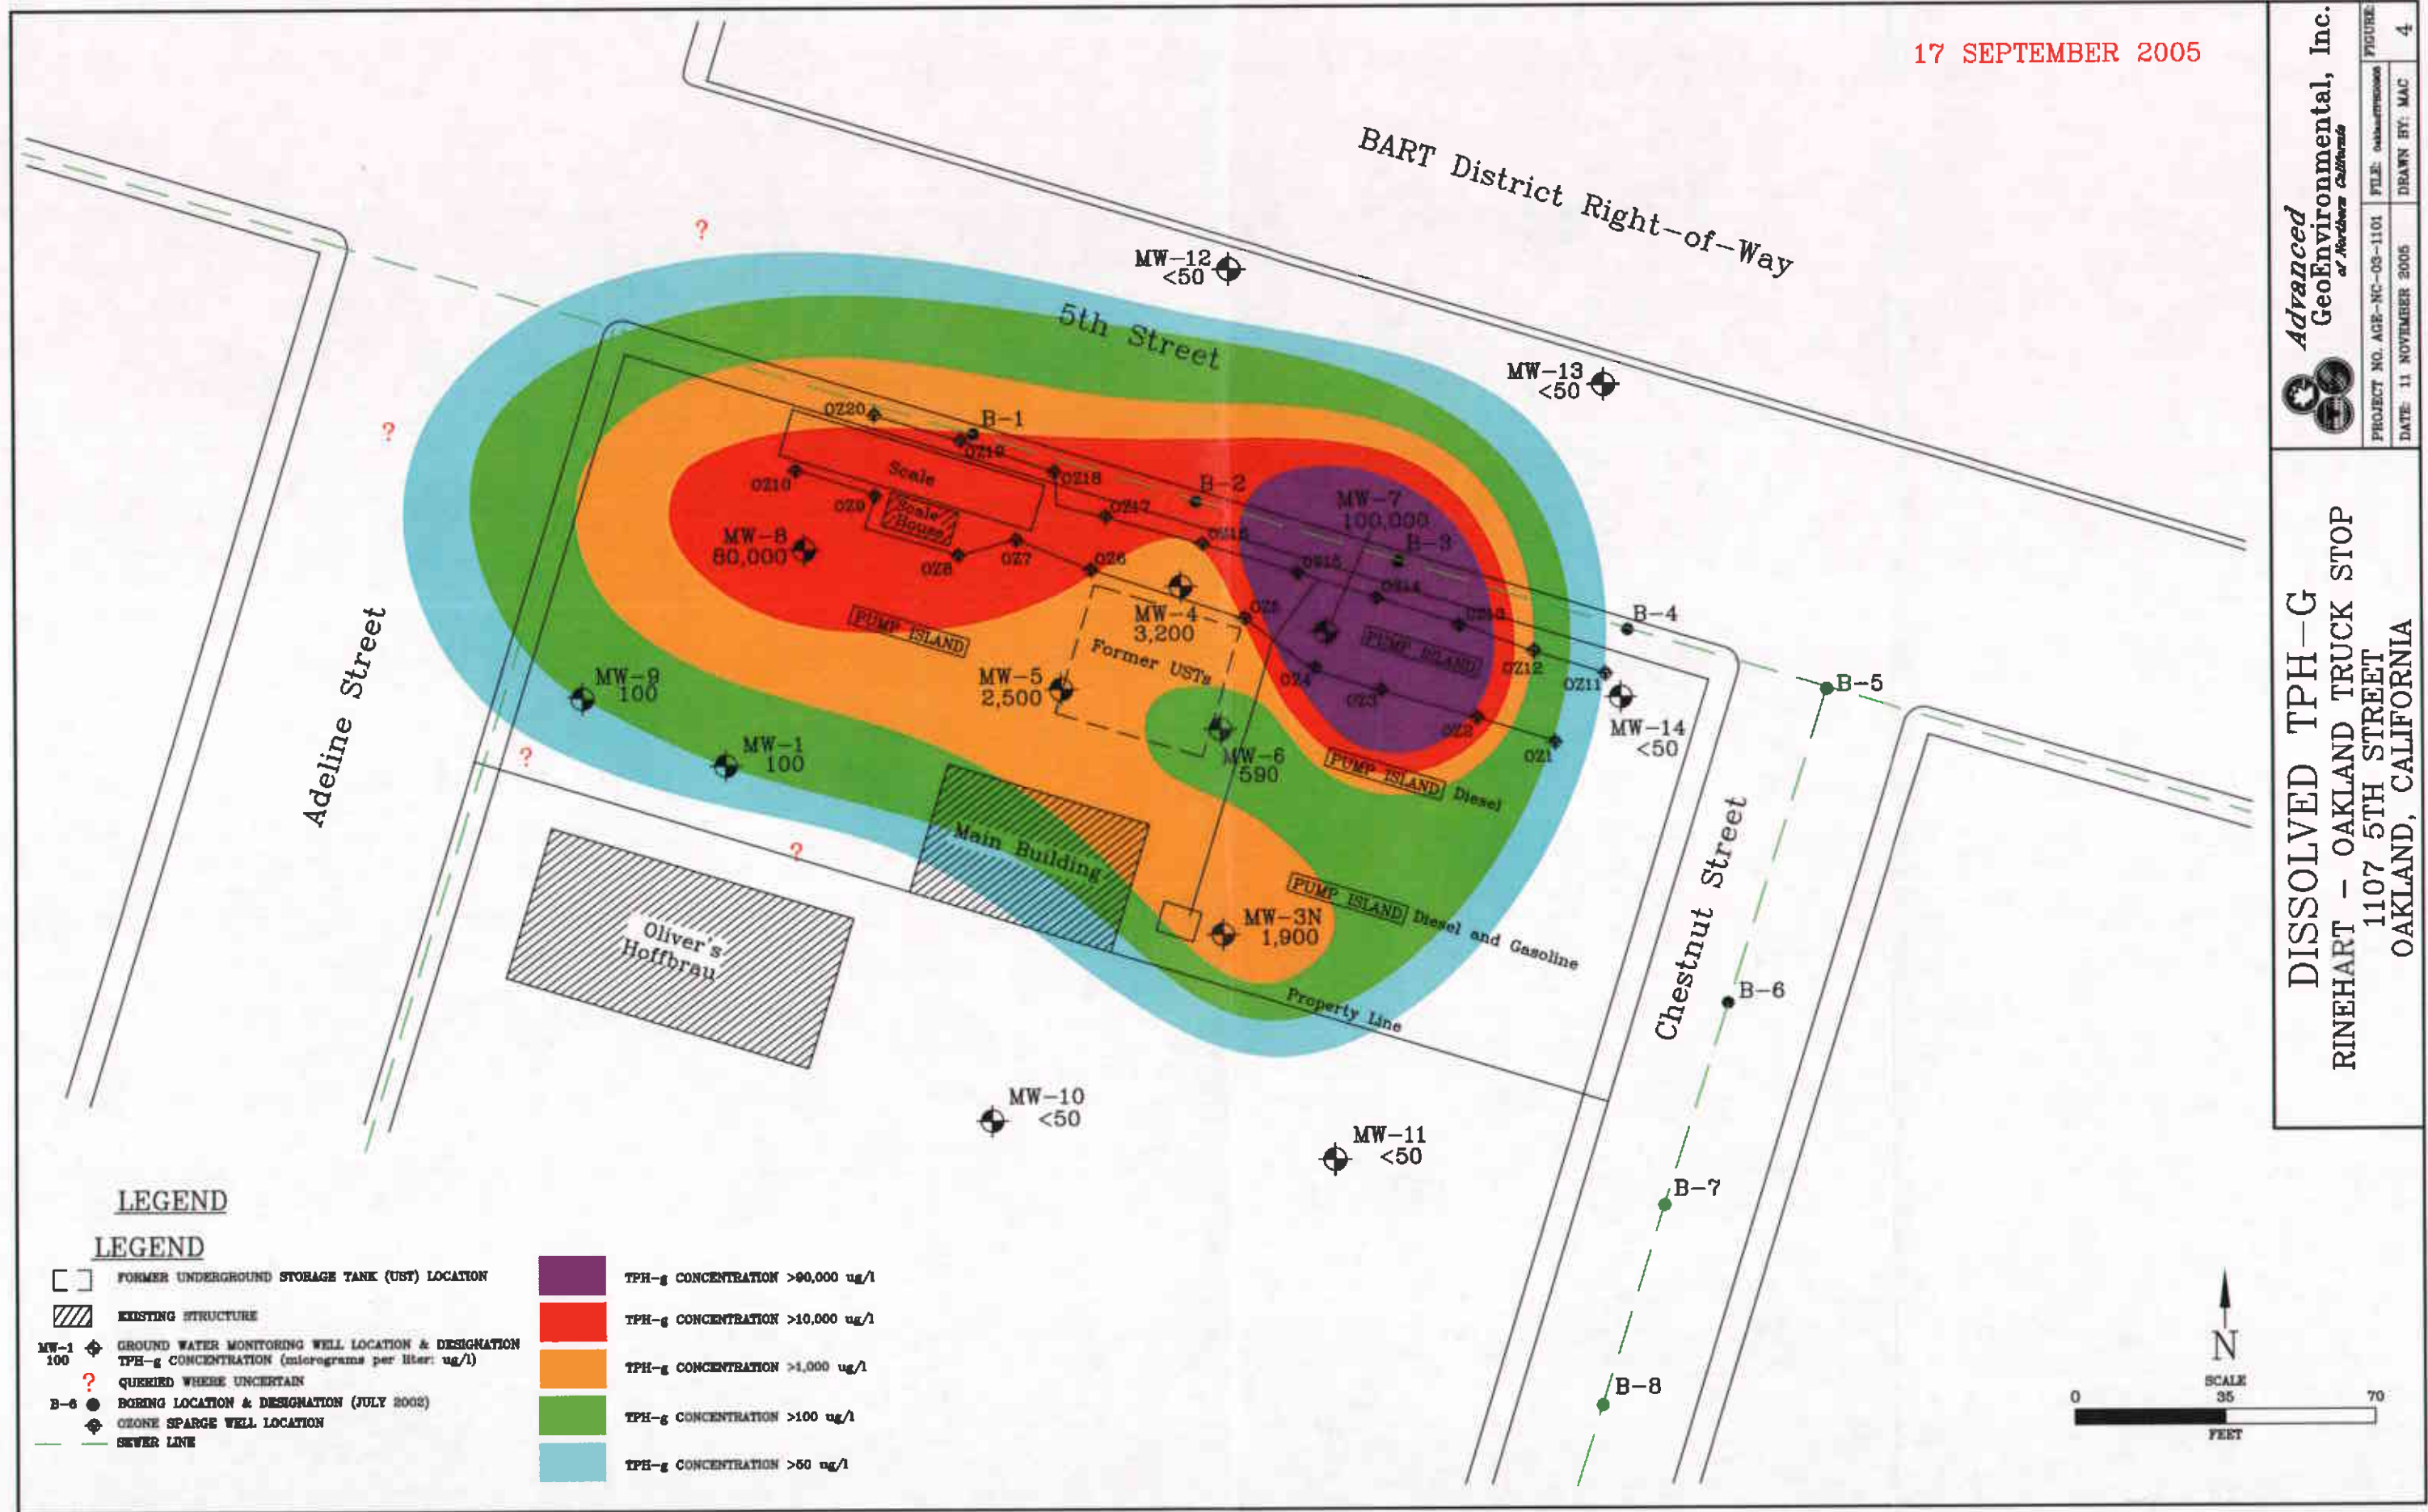 17 SEPTEMBER 2005
BART District Right-of-Way
5th Street
Adeline Street
Chestnut Street
?
?
?
?
MW-12
<50
MW-13
<50
OZ20
B-1
OZ19
OZ18
OZ17
B-2
OZ10
OZ9
Scale
Scale
House
MW-7
100,000
B-3
MW-8
80,000
OZ8
OZ7
OZ6
OZ15
OZ14
OZ13
OZ12
OZ11
B-4
MW-4
3,200
OZ5
PUMP ISLAND
PUMP ISLAND
Former USTs
MW-5
2,500
OZ4
OZ3
OZ2
OZ1
MW-14
<50
B-5
MW-9
100
MW-1
100
MW-6
590
PUMP ISLAND Diesel
Main Building
PUMP ISLAND Diesel and Gasoline
MW-3N
1,900
Oliver's
Hoffbrau
Property Line
B-6
MW-10
<50
MW-11
<50
B-7
B-8
LEGEND
LEGEND
FORMER UNDERGROUND STORAGE TANK (UST) LOCATION
EXISTING STRUCTURE
MW-1
100
GROUND WATER MONITORING WELL LOCATION & DESIGNATION
TPH-g CONCENTRATION (micrograms per liter: ug/l)
? QUERIED WHERE UNCERTAIN
B-6 BORING LOCATION & DESIGNATION (JULY 2002)
OZONE SPARGE WELL LOCATION
SEWER LINE
TPH-g CONCENTRATION >90,000 ug/l
TPH-g CONCENTRATION >10,000 ug/l
TPH-g CONCENTRATION >1,000 ug/l
TPH-g CONCENTRATION >100 ug/l
TPH-g CONCENTRATION >50 ug/l
N
SCALE
0 35 70
FEET
Advanced
GeoEnvironmental, Inc.
of Northern California
PROJECT NO. AGE-NC-03-1101
FILE:
FIGURE:
DATE: 11 NOVEMBER 2005
DRAWN BY: MAC
4
DISSOLVED TPH-G
RINEHART - OAKLAND TRUCK STOP
1107 5TH STREET
OAKLAND, CALIFORNIA